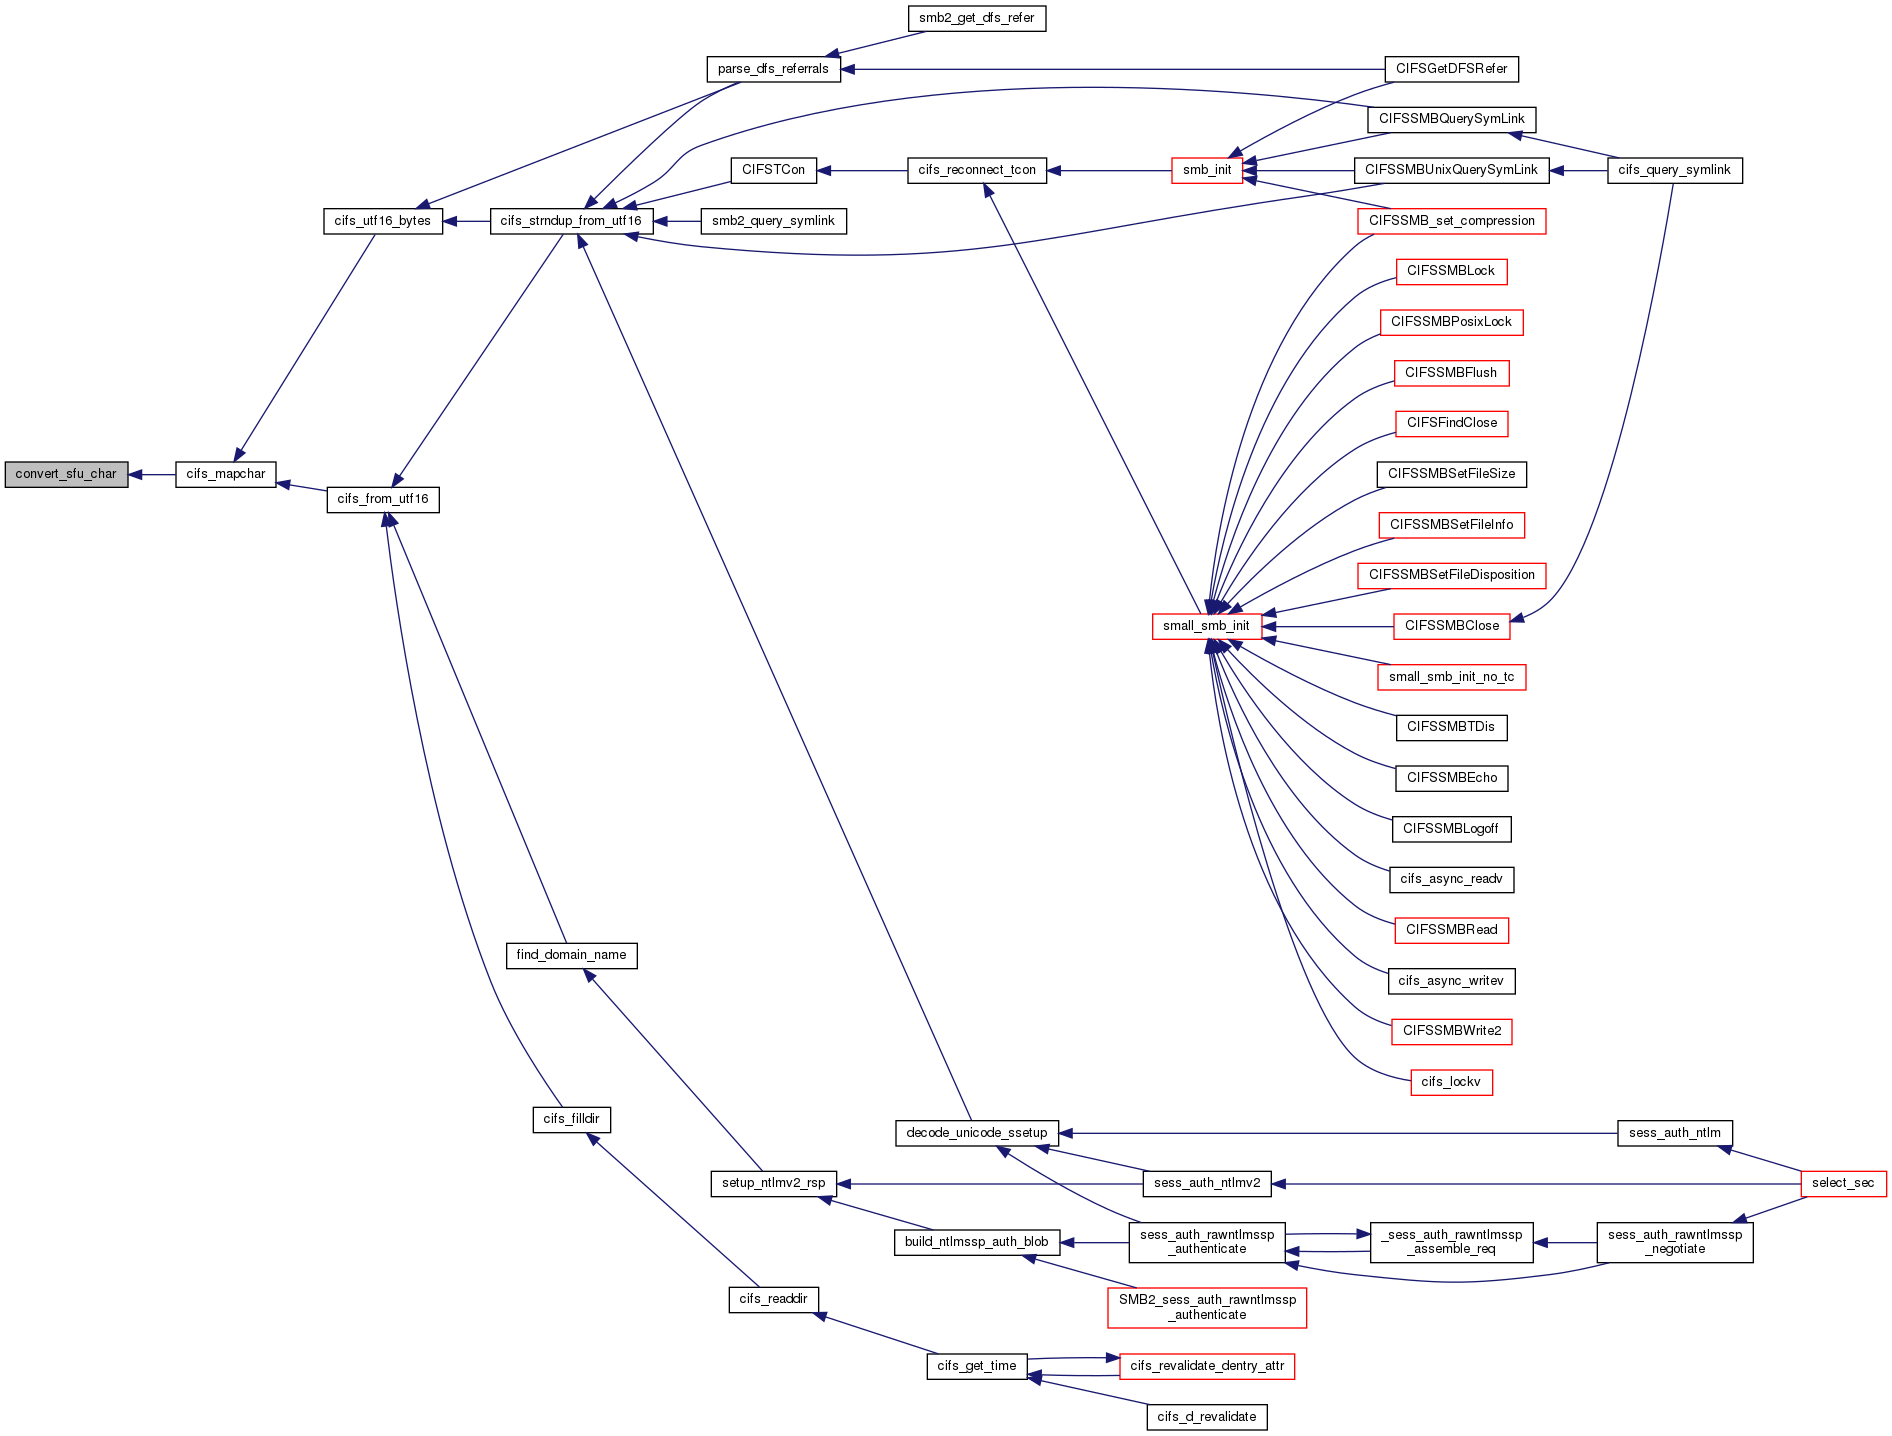 smb2_get_dfs_refer
parse_dfs_referrals
CIFSGetDFSRefer
CIFSSMBQuerySymLink
CIFSTCon
cifs_reconnect_tcon
smb_init
CIFSSMBUnixQuerySymLink
cifs_query_symlink
cifs_utf16_bytes
cifs_strndup_from_utf16
smb2_query_symlink
CIFSSMB_set_compression
CIFSSMBLock
CIFSSMBPosixLock
CIFSSMBFlush
CIFSFindClose
convert_sfu_char
cifs_mapchar
CIFSSMBSetFileSize
cifs_from_utf16
CIFSSMBSetFileInfo
CIFSSMBSetFileDisposition
small_smb_init
CIFSSMBClose
small_smb_init_no_tc
CIFSSMBTDis
CIFSSMBEcho
CIFSSMBLogoff
cifs_async_readv
CIFSSMBRead
find_domain_name
cifs_async_writev
CIFSSMBWrite2
cifs_lockv
cifs_filldir
decode_unicode_ssetup
sess_auth_ntlm
setup_ntlmv2_rsp
sess_auth_ntlmv2
select_sec
build_ntlmssp_auth_blob
sess_auth_rawntlmssp
_authenticate
_sess_auth_rawntlmssp
_assemble_req
sess_auth_rawntlmssp
_negotiate
cifs_readdir
SMB2_sess_auth_rawntlmssp
_authenticate
cifs_get_time
cifs_revalidate_dentry_attr
cifs_d_revalidate